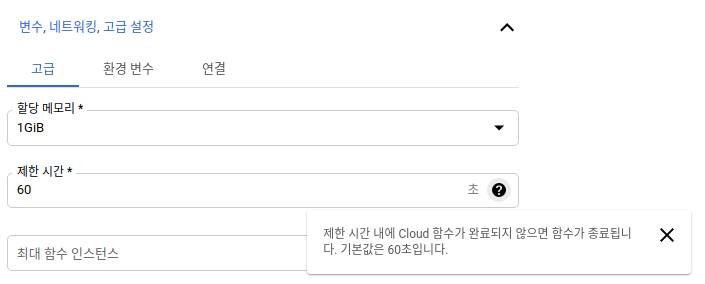 변수, 네트워킹, 고급 설정
고급 환경 변수 연결
할당 메모리 *
1GiB
제한 시간 *
60 초
제한 시간 내에 Cloud 함수가 완료되지 않으면 함수가 종료됩니
다. 기본값은 60초입니다.
최대 함수 인스턴스